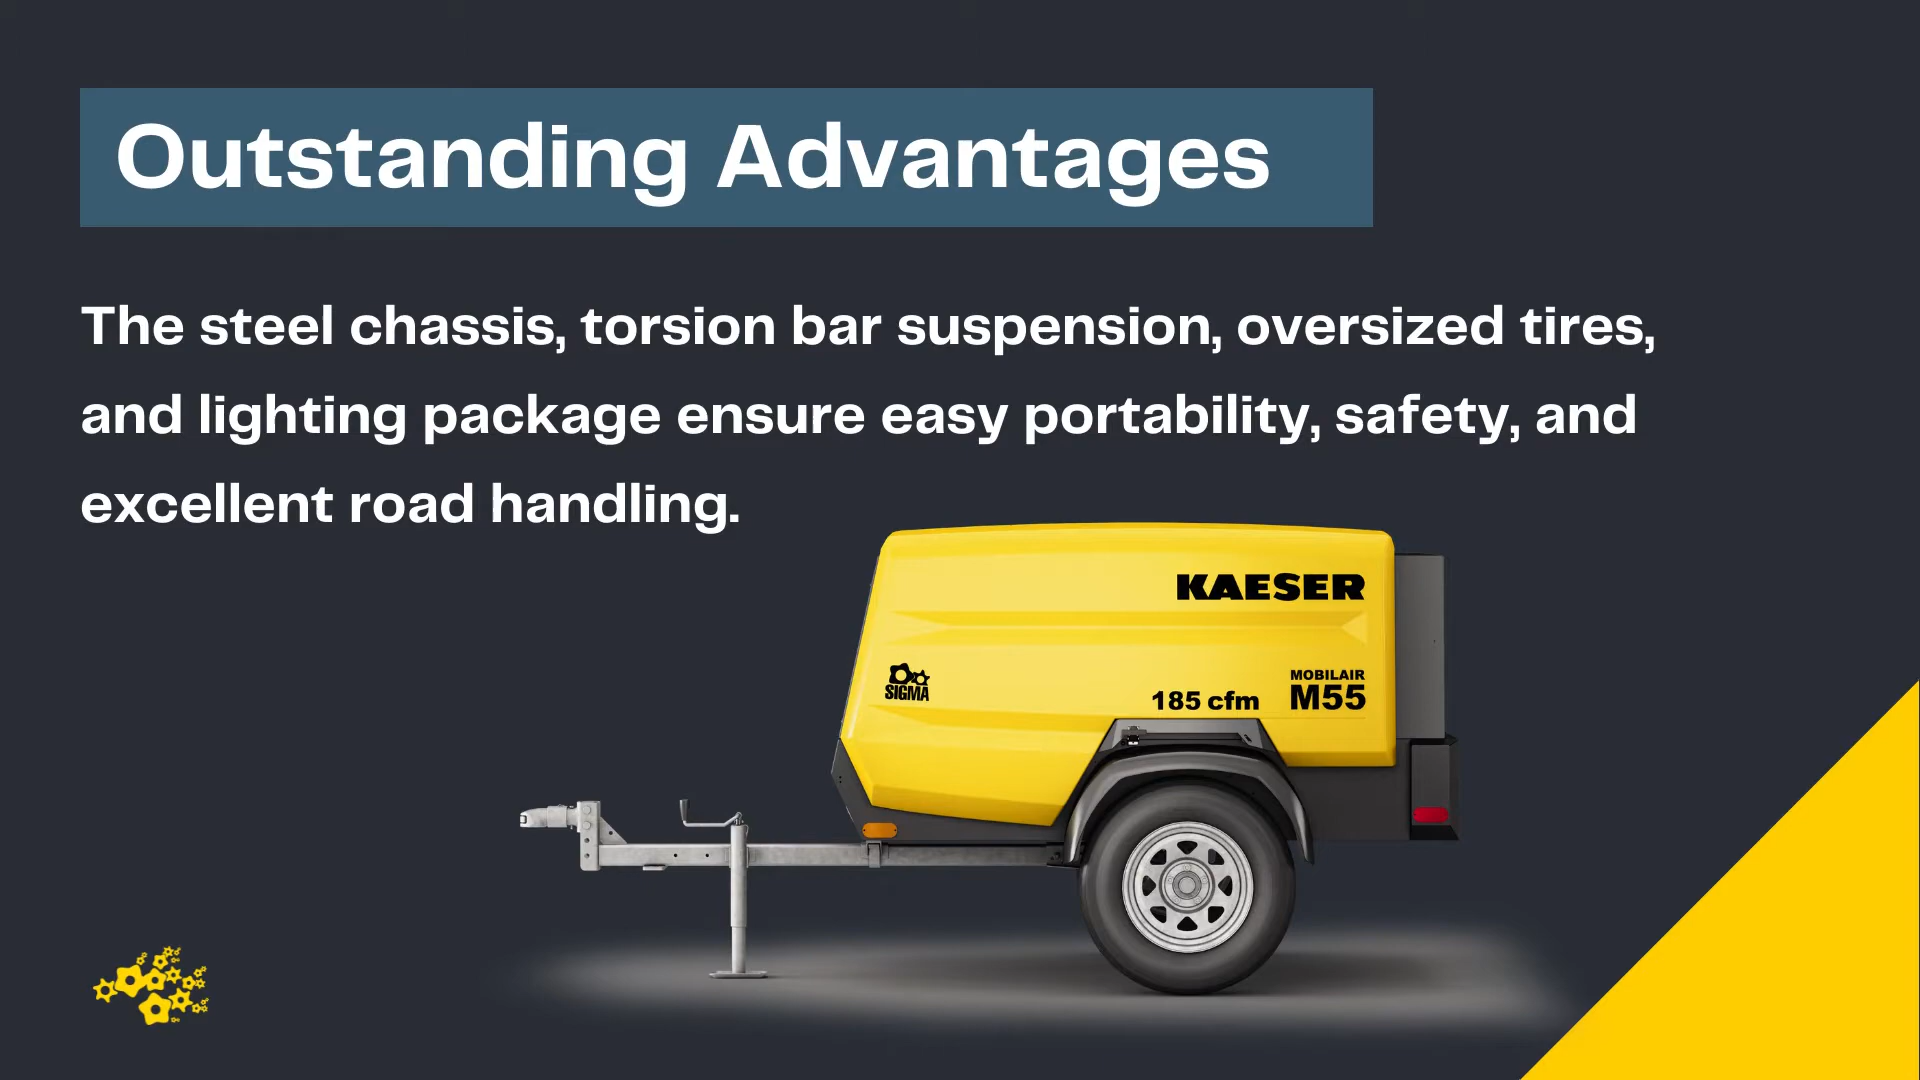 Outstanding Advantages
The steel chassis, torsion bar suspension, oversized tires,
and lighting package ensure easy portability, safety, and
excellent road handling.
KAESER
SIGMA
MOBILAIR
185 cfm M55